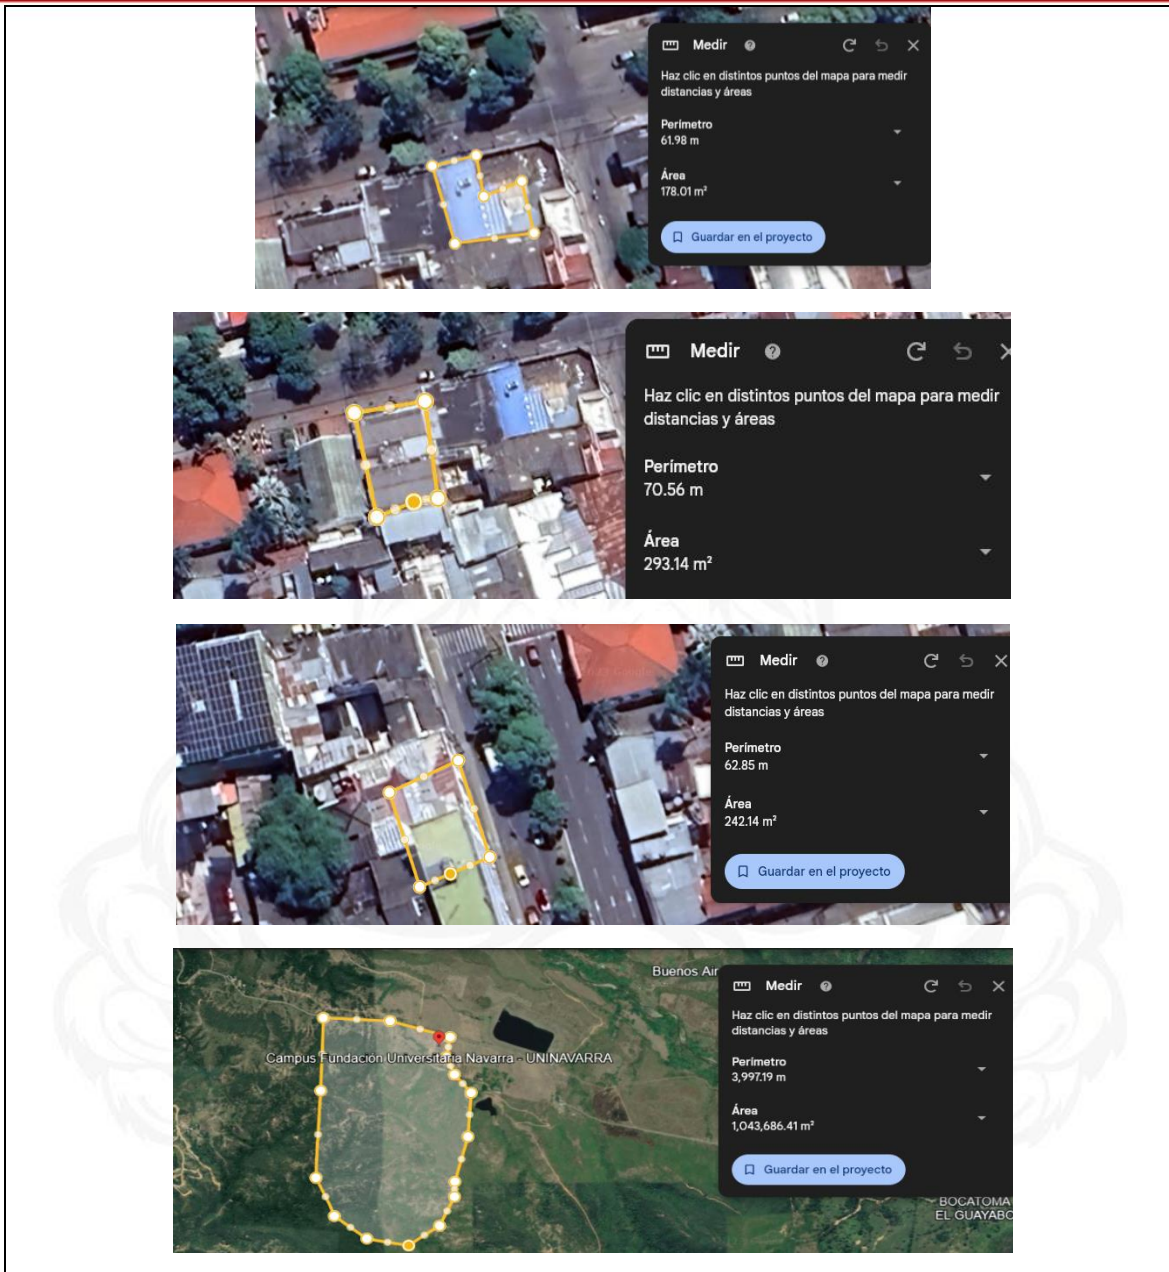 Medir
Haz clic en distintos puntos del mapa para medir
distancias y áreas
Perímetro
61.98 m
Área
178.01 m²
Guardar en el proyecto
Medir
Haz clic en distintos puntos del mapa para medir
distancias y áreas
Perímetro
70.56 m
Área
293.14 m²
Medir
Haz clic en distintos puntos del mapa para medir
distancias y áreas
Perímetro
62.85 m
Área
242.14 m²
Guardar en el proyecto
Buenos Air
Medir
Haz clic en distintos puntos del mapa para medir
distancias y áreas
Campus Fundación Universitaria Navarra - UNINAVARRA
Perímetro
3,997.19 m
Área
1,043,686.41 m²
Guardar en el proyecto
BOCATOMA
EL GUAYABO